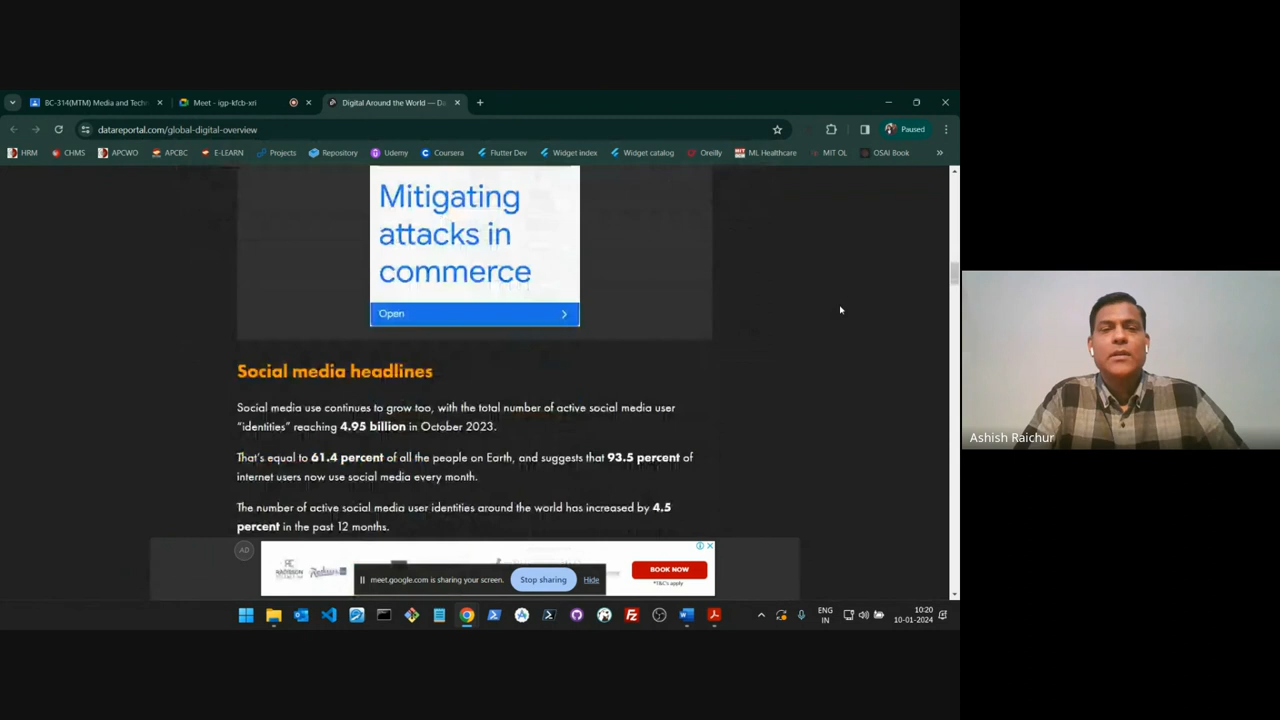 BC-314(MTM) Media and Techn
Meet - igp-kfcb-xri
Digital Around the World — Da
datareportal.com/global-digital-overview
Paused
HRM
CHMS
APCWO
APCBC
E-LEARN
Projects
Repository
Udemy
Coursera
Flutter Dev
Widget index
Widget catalog
Oreilly
ML Healthcare
MIT OL
OSAI Book
Mitigating
attacks in
commerce
Open
Social media headlines
Social media use continues to grow too, with the total number of active social media user
"identities" reaching 4.95 billion in October 2023.
That's equal to 61.4 percent of all the people on Earth, and suggests that 93.5 percent of
internet users now use social media every month.
The number of active social media user identities around the world has increased by 4.5
percent in the past 12 months.
AD
Radisson
BOOK NOW
*T&C's apply
meet.google.com is sharing your screen.
Stop sharing
Hide
ENG
IN
10:20
10-01-2024
Ashish Raichur